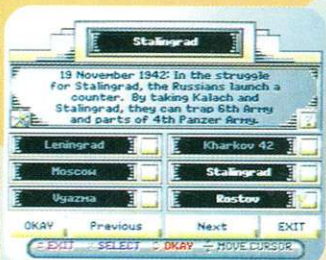 Stalingrad
19 November 1942: In the struggle
for Stalingrad, the Russians launch a
counter. By taking Kalach and
Stalingrad, they can trap 6th Army
and parts of 4th Panzer Army.
Leningrad Kharkov 42
Moscow Stalingrad
Vyazma Rostov
OKAY Previous Next EXIT
EXIT SELECT OKAY MOVE CURSOR